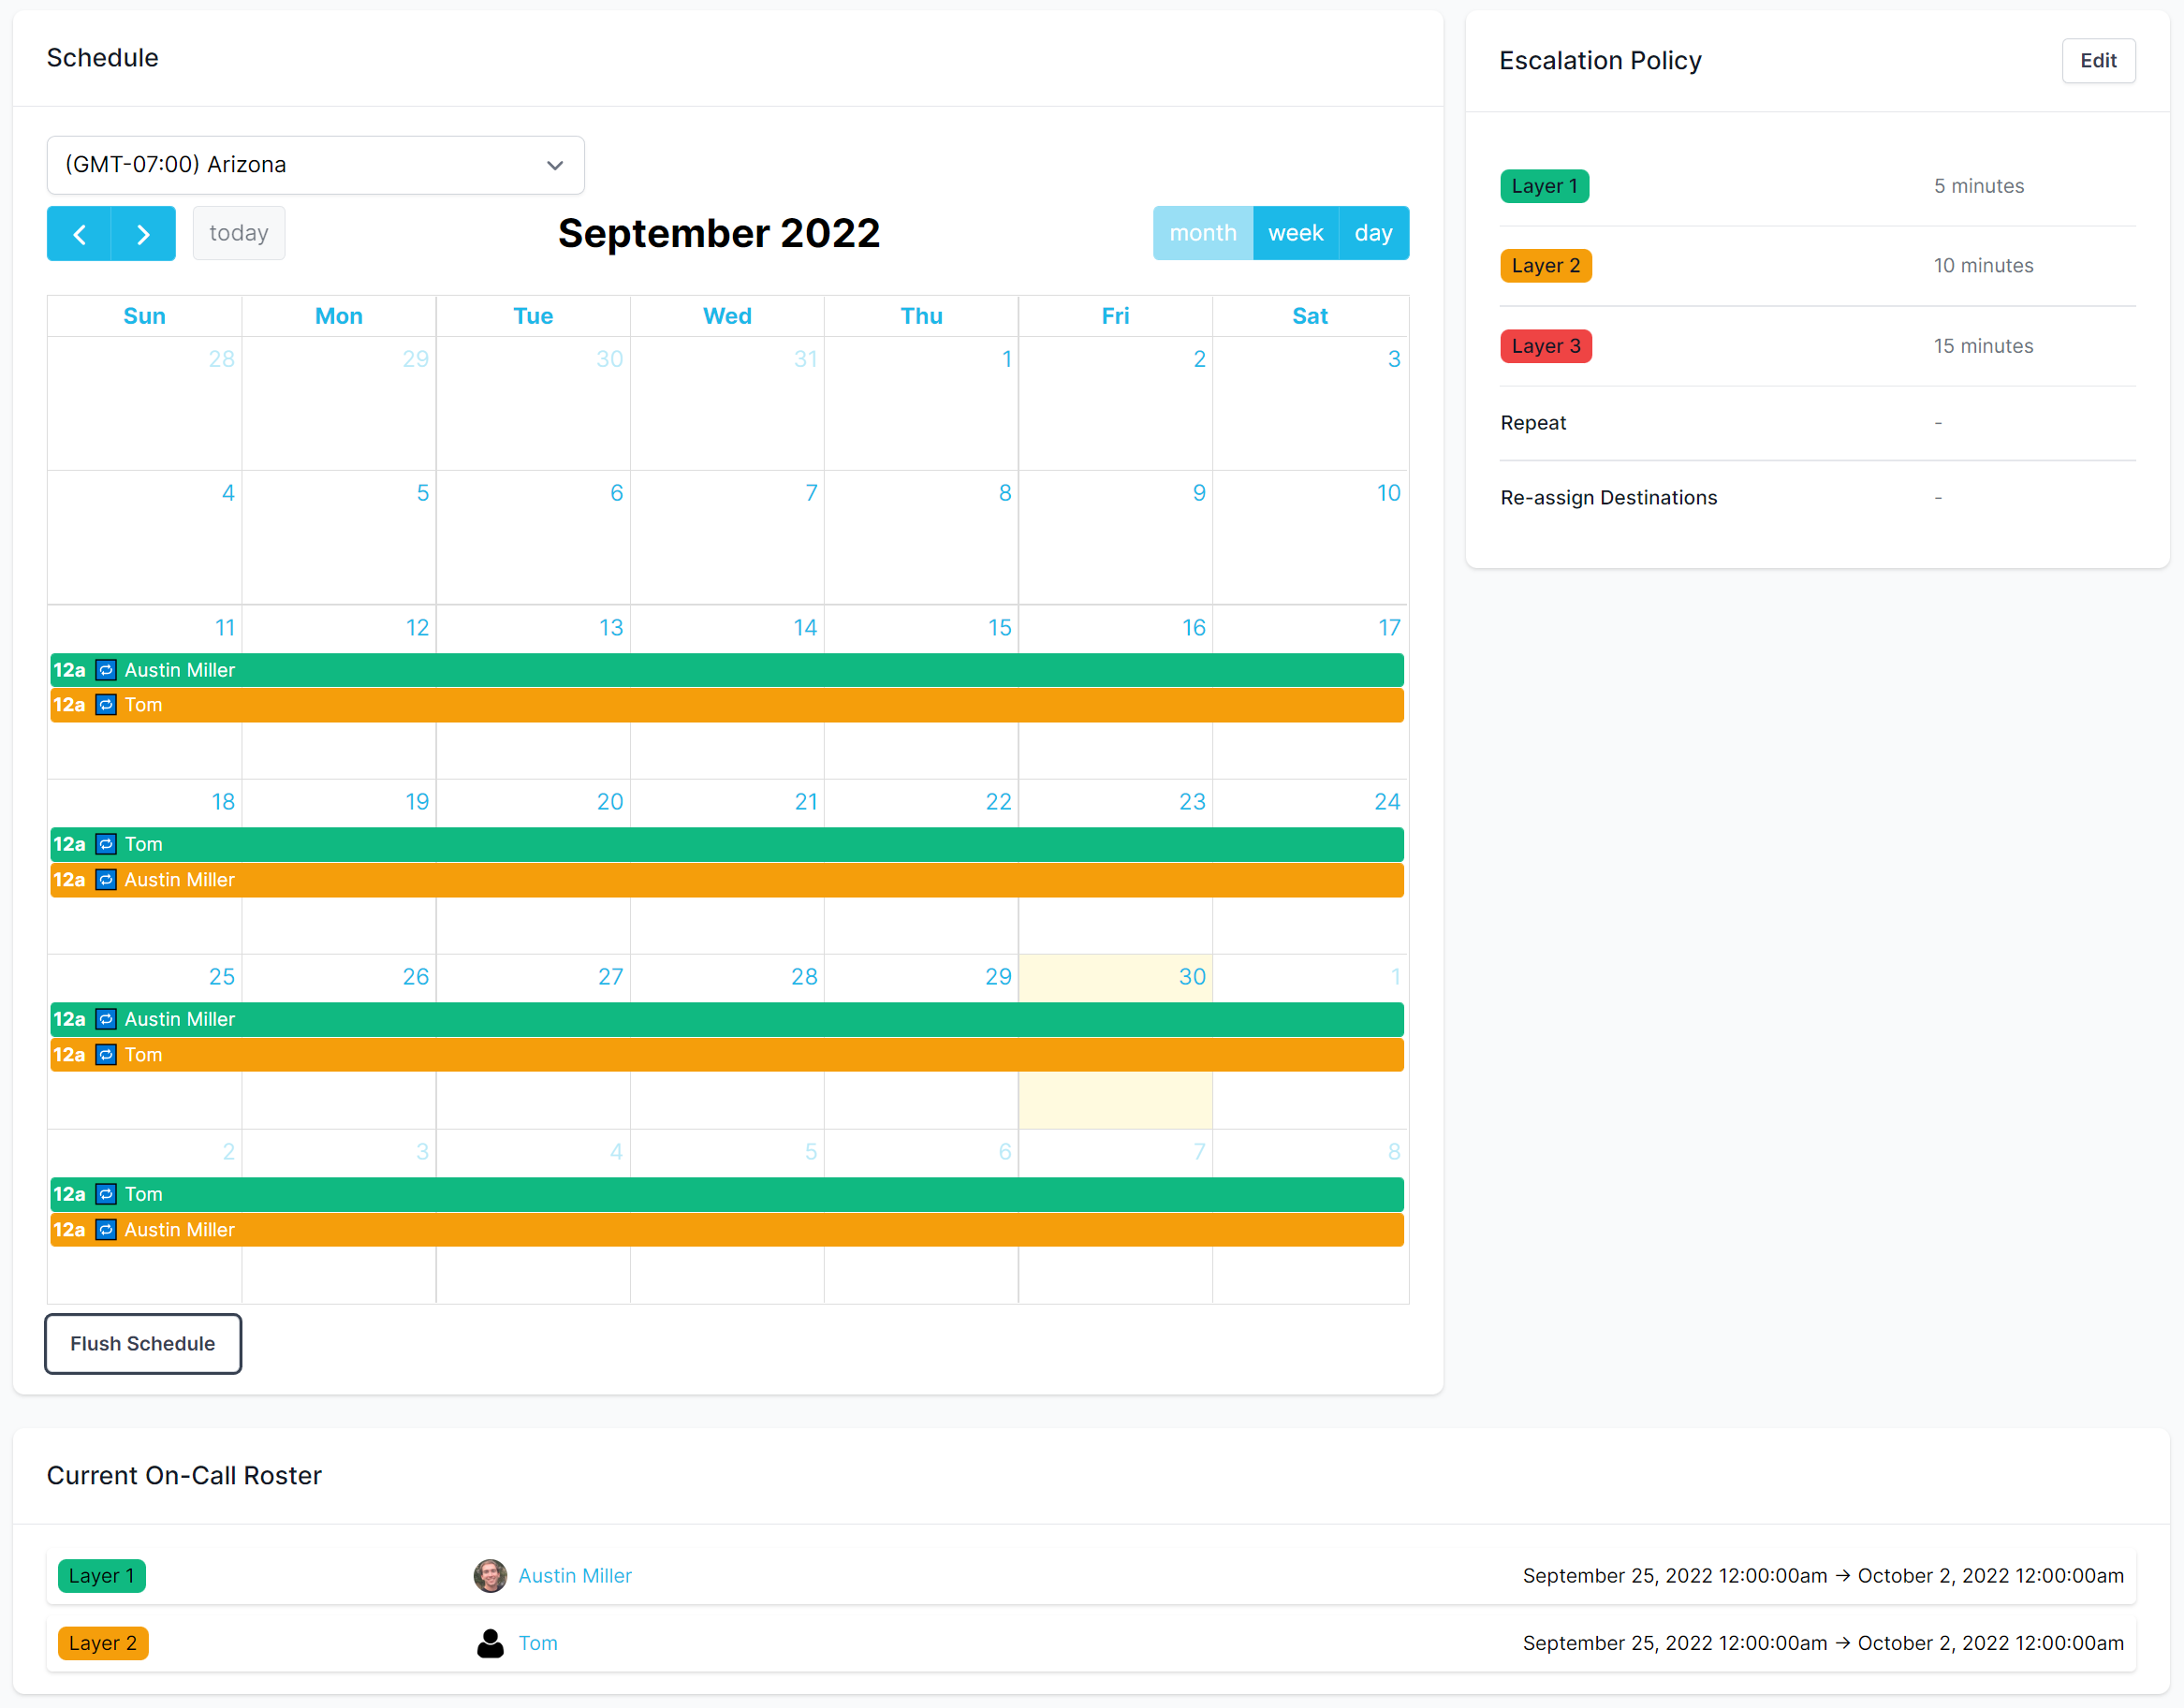 Schedule
(GMT-07:00) Arizona
today
September 2022
month week day
Sun Mon Tue Wed Thu Fri Sat
28 29 30 31 1 2 3
4 5 6 7 8 9 10
11 12 13 14 15 16 17
12a Austin Miller
12a Tom
18 19 20 21 22 23 24
12a Tom
12a Austin Miller
25 26 27 28 29 30 1
12a Austin Miller
12a Tom
2 3 4 5 6 7 8
12a Tom
12a Austin Miller
Flush Schedule
Escalation Policy Edit
Layer 1 5 minutes
Layer 2 10 minutes
Layer 3 15 minutes
Repeat -
Re-assign Destinations -
Current On-Call Roster
Layer 1 Austin Miller September 25, 2022 12:00:00am → October 2, 2022 12:00:00am
Layer 2 Tom September 25, 2022 12:00:00am → October 2, 2022 12:00:00am